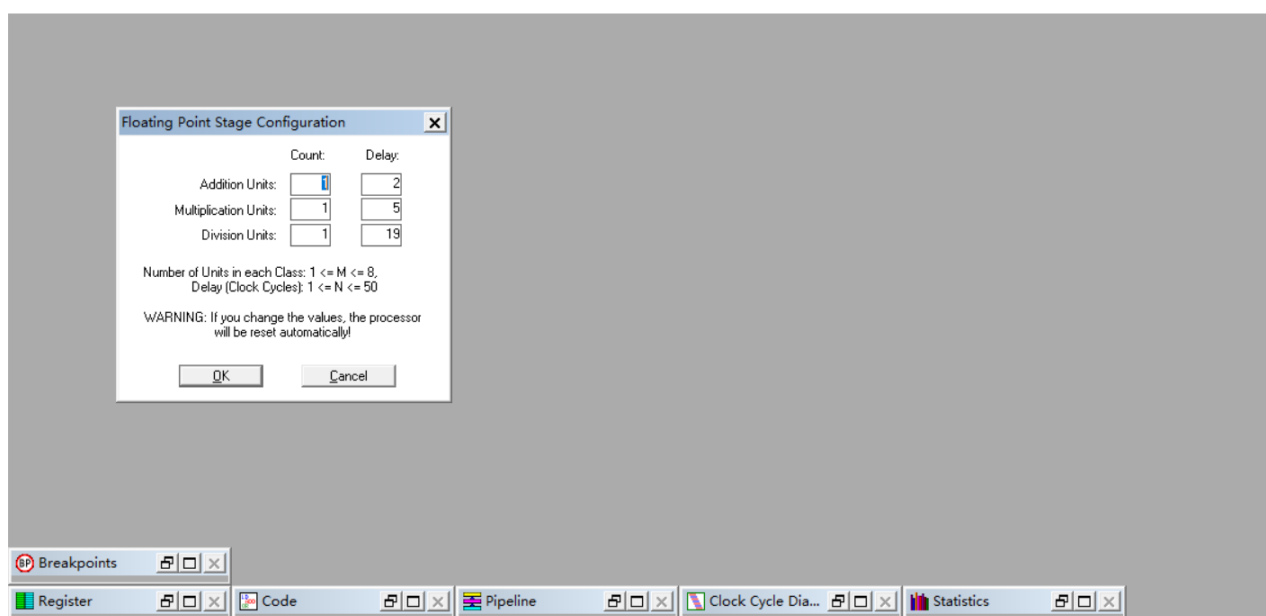 Floating Point Stage Configuration
Count: Delay:
Addition Units: 1 2
Multiplication Units: 1 5
Division Units: 1 19
Number of Units in each Class: 1 <= M <= 8,
Delay (Clock Cycles): 1 <= N <= 50
WARNING: If you change the values, the processor
will be reset automatically!
OK Cancel
BP Breakpoints
Register Code Pipeline Clock Cycle Dia... Statistics